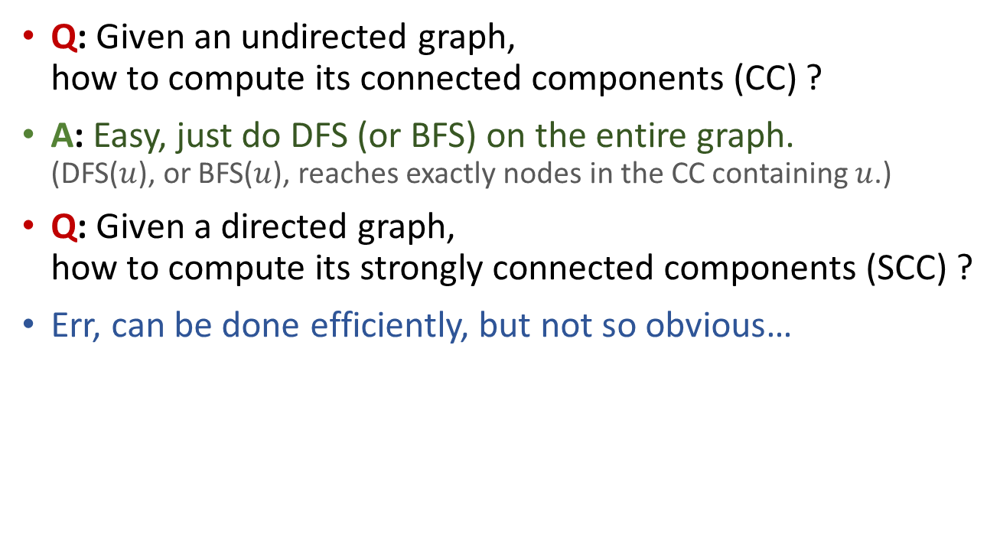 • Q: Given an undirected graph,
how to compute its connected components (CC) ?
• A: Easy, just do DFS (or BFS) on the entire graph.
(DFS(𝑢), or BFS(𝑢), reaches exactly nodes in the CC containing 𝑢.)
• Q: Given a directed graph,
how to compute its strongly connected components (SCC) ?
• Err, can be done efficiently, but not so obvious…